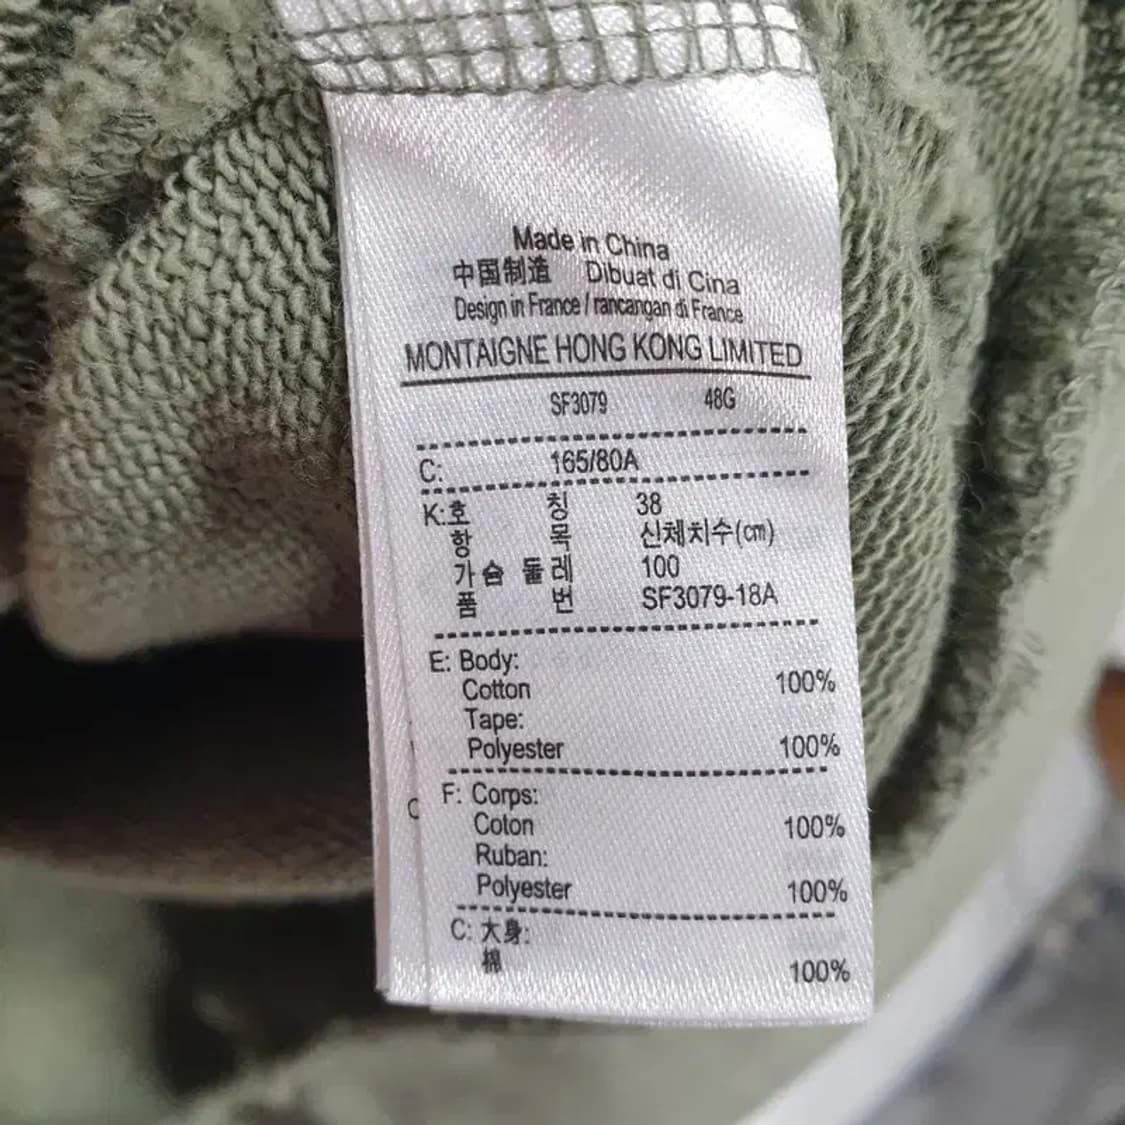 Made in China
中国制造 Dibuat di Cina
Design in France / rancangan di France
MONTAIGNE HONG KONG LIMITED
SF3079 48G
C: 165/80A
K:호 칭 38
항 목 신체치수(cm)
가슴 둘레 100
품 번 SF3079-18A
E: Body:
Cotton 100%
Tape:
Polyester 100%
F: Corps:
Coton 100%
Ruban:
Polyester 100%
C: 大身:
棉 100%